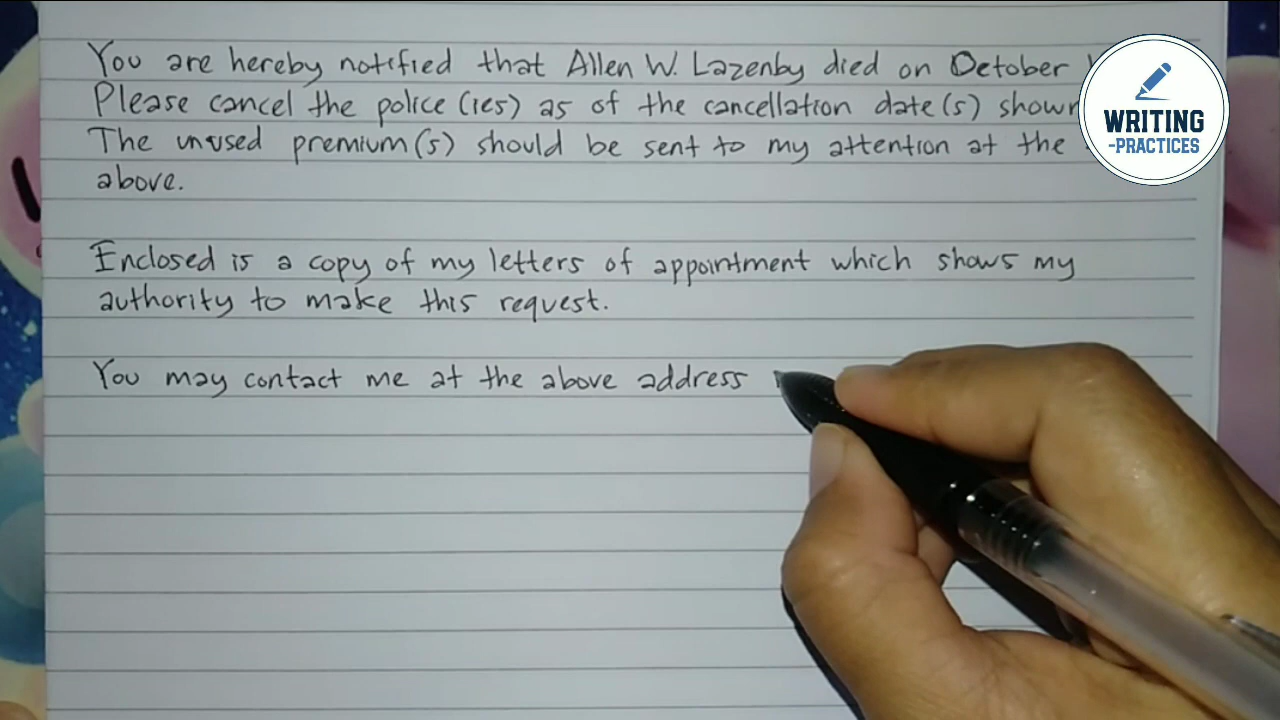 You are hereby notified that Allen W. Lazenby died on October
Please cancel the police (ies) as of the cancellation date(s) shown
The unused premium(s) should be sent to my attention at the
above.
Enclosed is a copy of my letters of appointment which shows my
authority to make this request.
You may contact me at the above address
WRITING
-PRACTICES